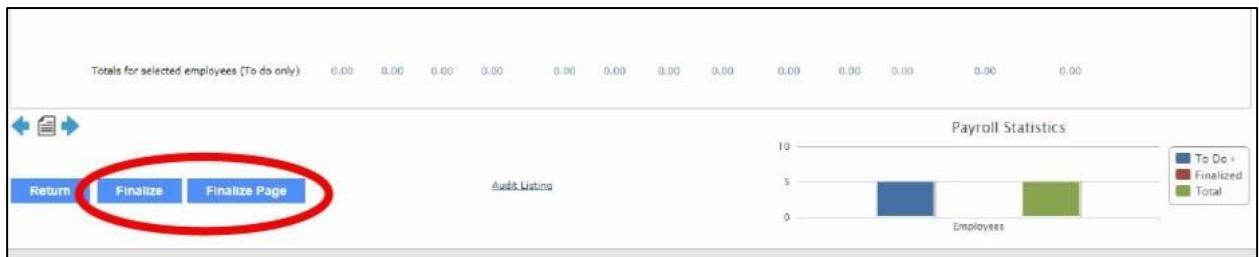 Totals for selected employees (To do only) 0.00 0.00 0.00 0.00 0.00 0.00 0.00 0.00 0.00 0.00 0.00 0.00 0.00
Payroll Statistics
10
5
0
Employees
To Do
Finalized
Total
Return Finalize Finalize Page
Audit Listing